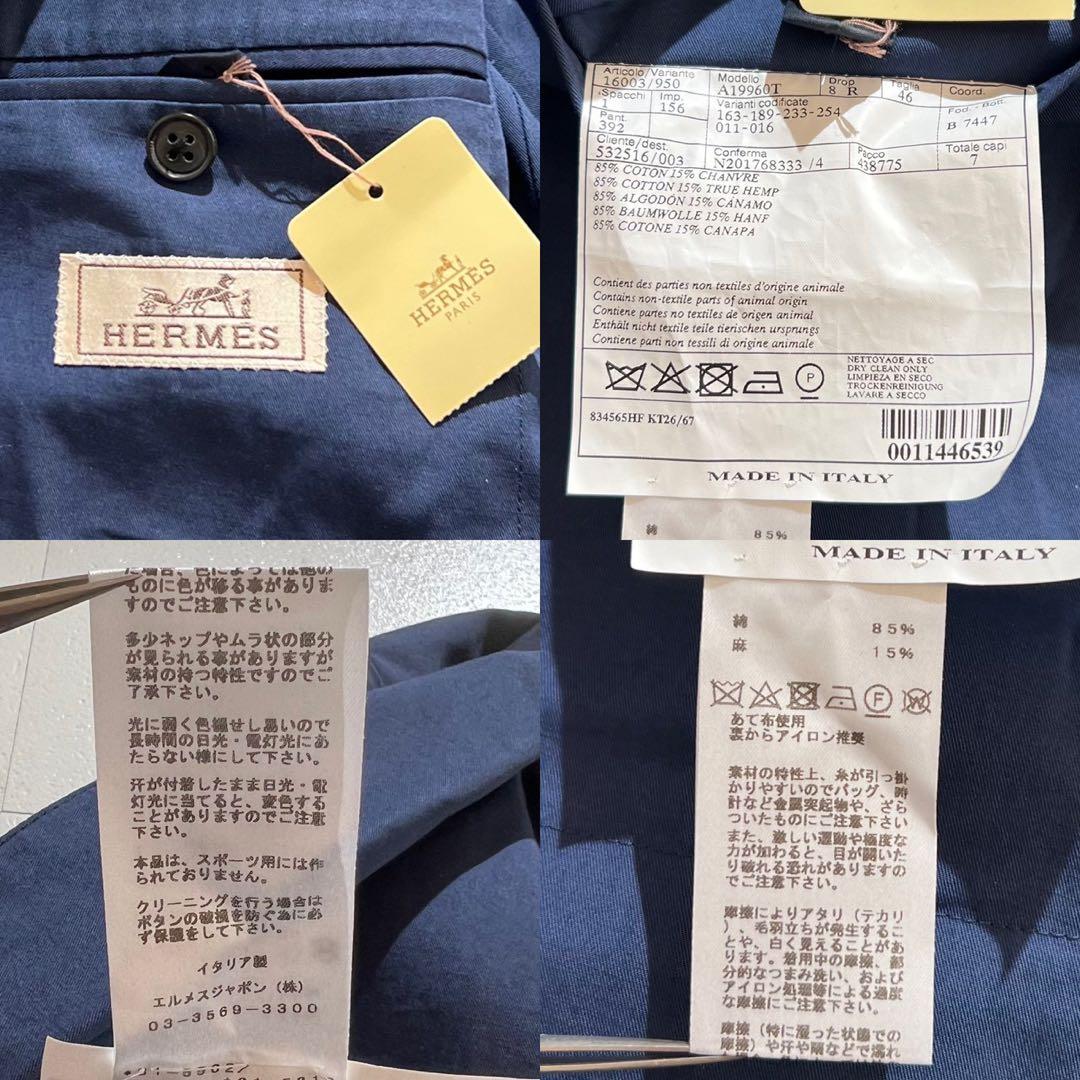 HERMÈS
HERMÈS
PARIS
Articolo/Variante Modello Drop Taglia Coord.
16003/950 A19960T 8 R 46
Spacchi Imp. Varianti codificate Fod. - Bott.
1 156 163-189-233-254 B 7447
Pant. 011-016
392
Cliente/dest. Conferma Pacco Totale capi
532516/003 N201768333 /4 438775 7
85% COTON 15% CHANVRE
85% COTTON 15% TRUE HEMP
85% ALGODÓN 15% CÁNAMO
85% BAUMWOLLE 15% HANF
85% COTONE 15% CANAPA
Contient des parties non textiles d'origine animale
Contains non-textile parts of animal origin
Contiene partes no textiles de origen animal
Enthält nicht textile teile tierischen ursprungs
Contiene parti non tessili di origine animale
P
NETTOYAGE A SEC
DRY CLEAN ONLY
LIMPIEZA EN SECO
TROCKENREINIGUNG
LAVARE A SECCO
834565HF KT26/67
0011446539
MADE IN ITALY
綿 85%
ものに色が移る事がありま
すのでご注意下さい。
多少ネップやムラ状の部分
が見られる事がありますが
素材の持つ特性ですのでご
了承下さい。
光に弱く色褪せし易いので
長時間の日光・電灯光にあ
たらない様にして下さい。
汗が付着したまま日光・電
灯光に当てると、変色する
ことがありますのでご注意
下さい。
本品は、スポーツ用には作
られておりません。
クリーニングを行う場合は
ボタンの破損を防ぐ為に必
ず保護をして下さい。
イタリア製
エルメスジャポン（株）
03-3569-3300
MADE IN ITALY
綿 85%
麻 15%
F W
あて布使用
裏からアイロン推奨
素材の特性上、糸が引っ掛
かりやすいのでバッグ、時
計など金属突起物や、ざら
ついたものにご注意下さい
また、激しい運動や極度な
力が加わると、目が開いた
り破れる恐れがありますの
でご注意下さい。
摩擦によりアタリ（テカリ
）、毛羽立ちが発生するこ
とや、白く見えることがあ
ります。着用中の摩擦、部
分的なつまみ洗い、および
アイロン処理等による過度
な摩擦にご注意下さい。
摩擦（特に湿った状態での
摩擦）や汗や雨などで濡れ